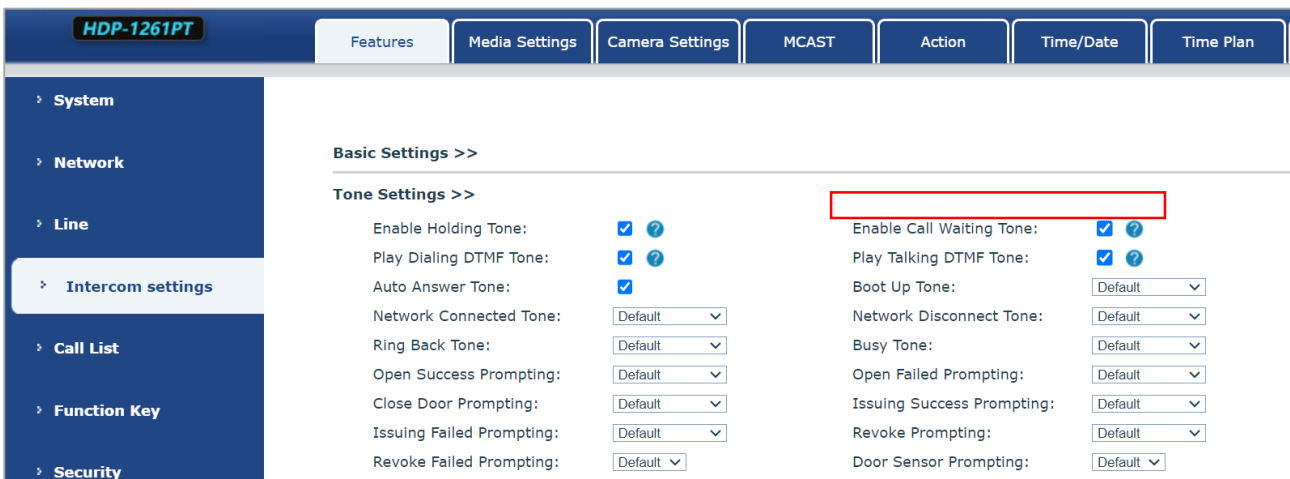 HDP-1261PT
Features Media Settings Camera Settings MCAST Action Time/Date Time Plan
› System
› Network
› Line
› Intercom settings
› Call List
› Function Key
› Security
Basic Settings >>
Tone Settings >>
Enable Holding Tone: ? Enable Call Waiting Tone: ?
Play Dialing DTMF Tone: ? Play Talking DTMF Tone: ?
Auto Answer Tone: Boot Up Tone: Default
Network Connected Tone: Default Network Disconnect Tone: Default
Ring Back Tone: Default Busy Tone: Default
Open Success Prompting: Default Open Failed Prompting: Default
Close Door Prompting: Default Issuing Success Prompting: Default
Issuing Failed Prompting: Default Revoke Prompting: Default
Revoke Failed Prompting: Default Door Sensor Prompting: Default